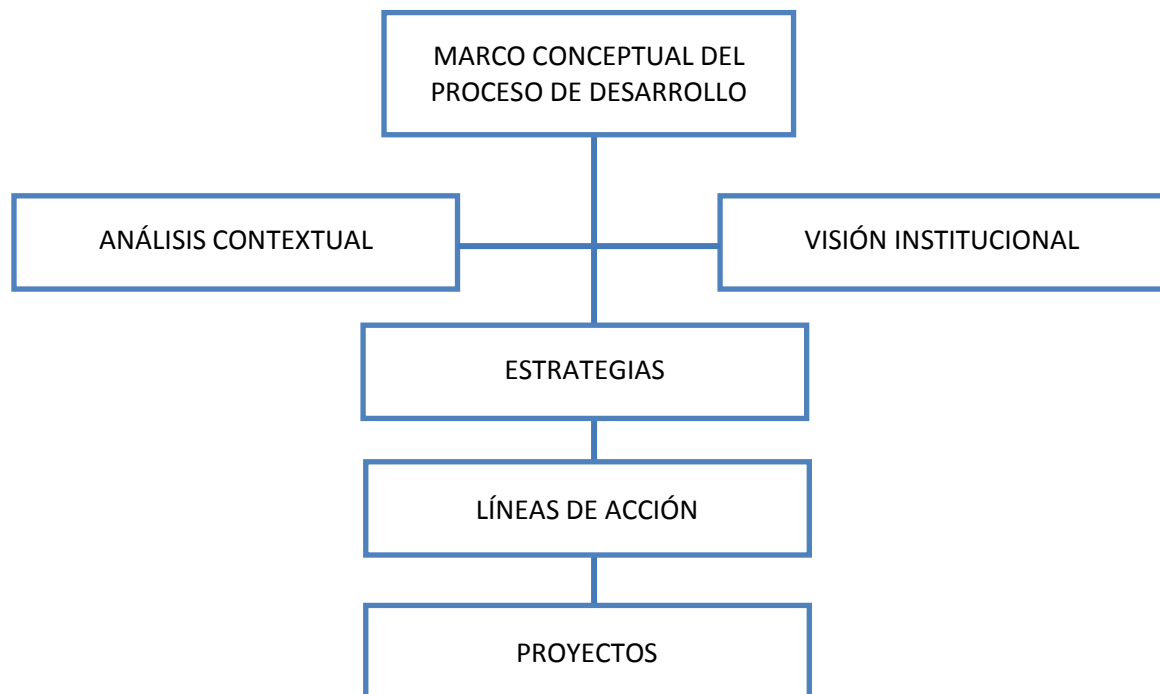 MARCO CONCEPTUAL DEL
PROCESO DE DESARROLLO
ANÁLISIS CONTEXTUAL
VISIÓN INSTITUCIONAL
ESTRATEGIAS
LÍNEAS DE ACCIÓN
PROYECTOS